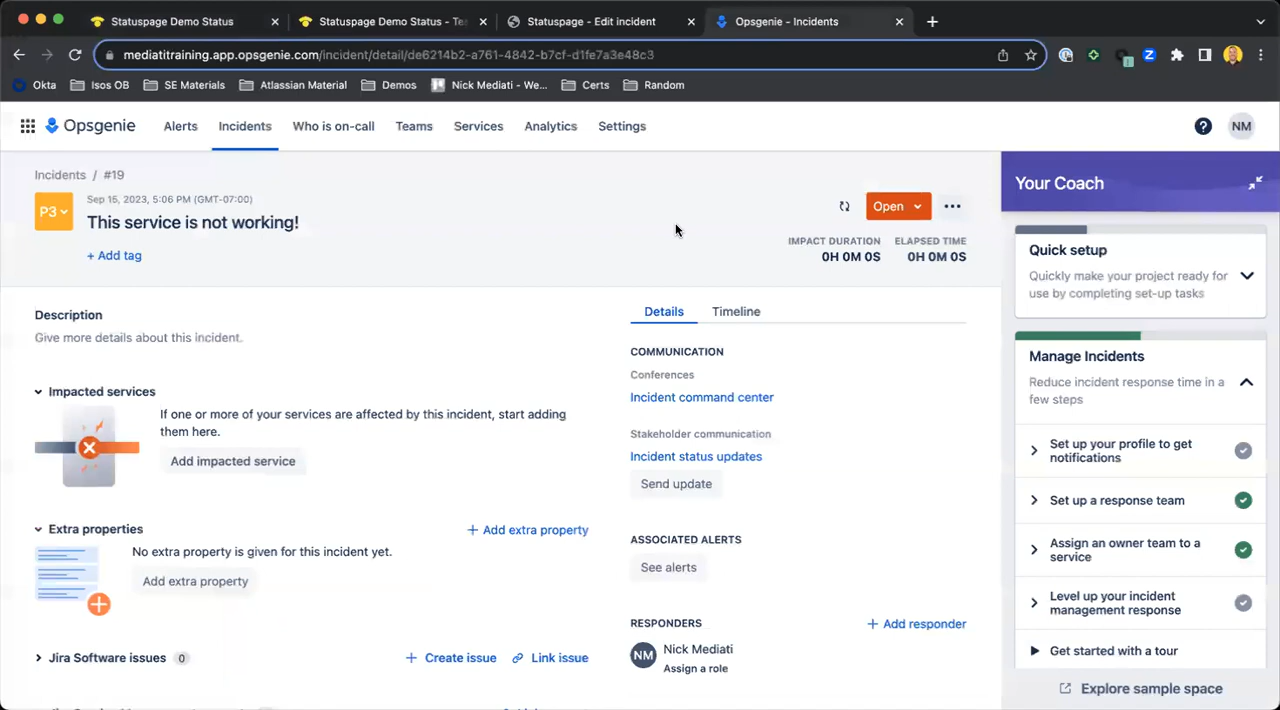 Statuspage Demo Status
Statuspage Demo Status - Te
Statuspage - Edit incident
Opsgenie - Incidents
mediatitraining.app.opsgenie.com/incident/detail/de6214b2-a761-4842-b7cf-d1fe7a3e48c3
Okta
Isos OB
SE Materials
Atlassian Material
Demos
Nick Mediati - We...
Certs
Random
Opsgenie
Alerts
Incidents
Who is on-call
Teams
Services
Analytics
Settings
NM
Incidents / #19
P3
Sep 15, 2023, 5:06 PM (GMT-07:00)
This service is not working!
+ Add tag
Open
IMPACT DURATION
0H 0M 0S
ELAPSED TIME
0H 0M 0S
Description
Give more details about this incident.
Impacted services
If one or more of your services are affected by this incident, start adding
them here.
Add impacted service
Extra properties
+ Add extra property
No extra property is given for this incident yet.
Add extra property
Jira Software issues 0
+ Create issue
Link issue
Details
Timeline
COMMUNICATION
Conferences
Incident command center
Stakeholder communication
Incident status updates
Send update
ASSOCIATED ALERTS
See alerts
RESPONDERS
+ Add responder
NM
Nick Mediati
Assign a role
Your Coach
Quick setup
Quickly make your project ready for
use by completing set-up tasks
Manage Incidents
Reduce incident response time in a
few steps
Set up your profile to get
notifications
Set up a response team
Assign an owner team to a
service
Level up your incident
management response
Get started with a tour
Explore sample space